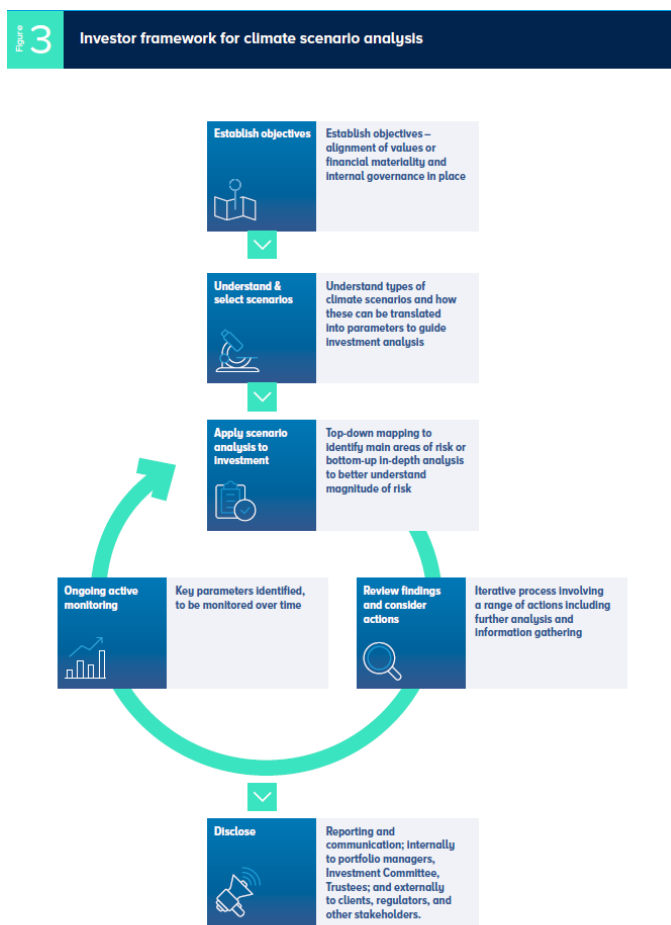 Figure
3
Investor framework for climate scenario analysis
Establish objectives
Establish objectives –
alignment of values or
financial materiality and
internal governance in place
Understand &
select scenarios
Understand types of
climate scenarios and how
these can be translated
into parameters to guide
investment analysis
Apply scenario
analysis to
investment
Top-down mapping to
identify main areas of risk or
bottom-up in-depth analysis
to better understand
magnitude of risk
Ongoing active
monitoring
Key parameters identified,
to be monitored over time
Review findings
and consider
actions
Iterative process involving
a range of actions including
further analysis and
information gathering
Disclose
Reporting and
communication; internally
to portfolio managers,
Investment Committee,
Trustees; and externally
to clients, regulators, and
other stakeholders.